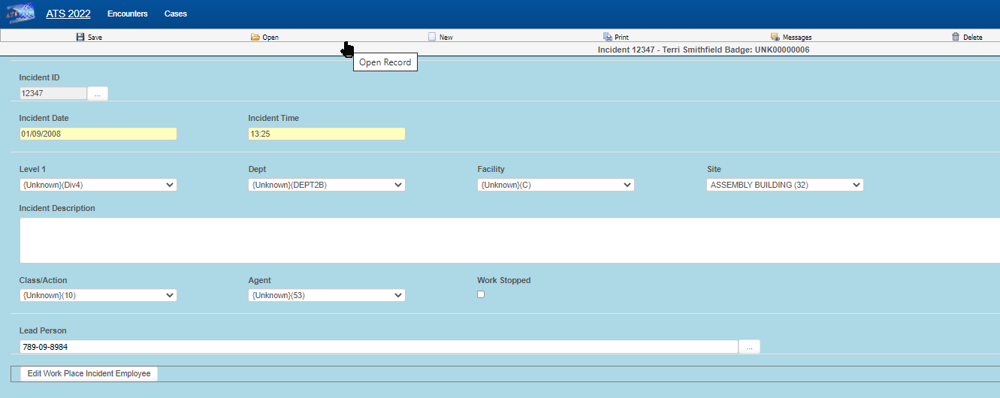 ATS
ATS 2022 Encounters Cases
Save Open New Print Messages Delete
Incident 12347 - Terri Smithfield Badge: UNK00000006
Open Record
Incident ID
12347 ...
Incident Date Incident Time
01/09/2008 13:25
Level 1 Dept Facility Site
{Unknown}(Div4) {Unknown}(DEPT2B) {Unknown}(C) ASSEMBLY BUILDING (32)
Incident Description
Class/Action Agent Work Stopped
{Unknown}(10) {Unknown}(53)
Lead Person
789-09-8984 ...
Edit Work Place Incident Employee